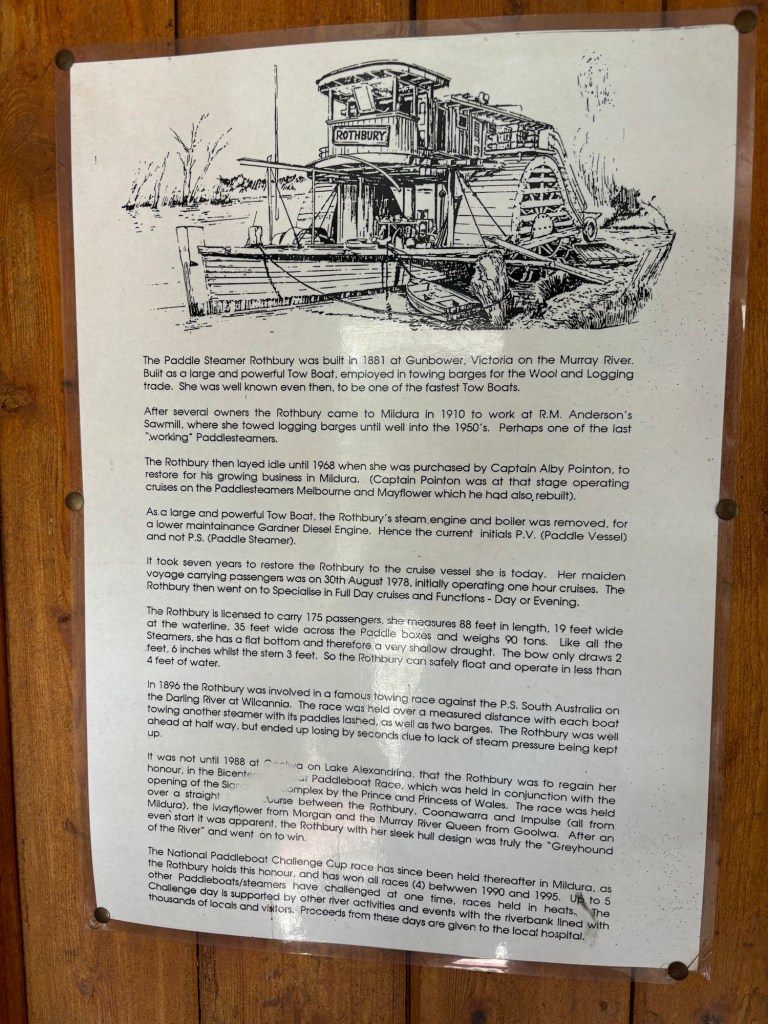 ROTHBURY
The Paddle Steamer Rothbury was built in 1881 at Gunbower, Victoria on the Murray River.
Built as a large and powerful Tow Boat, employed in towing barges for the Wool and Logging
trade. She was well known even then, to be one of the fastest Tow Boats.
After several owners the Rothbury came to Mildura in 1910 to work at R.M. Anderson's
Sawmill, where she towed logging barges until well into the 1950's. Perhaps one of the last
"working" Paddlesteamers.
The Rothbury then layed idle until 1968 when she was purchased by Captain Alby Pointon, to
restore for his growing business in Mildura. (Captain Pointon was at that stage operating
cruises on the Paddlesteamers Melbourne and Mayflower which he had also rebuilt).
As a large and powerful Tow Boat, the Rothbury's steam engine and boiler was removed, for
a lower maintainance Gardner Diesel Engine. Hence the current initials P.V. (Paddle Vessel)
and not P.S. (Paddle Steamer).
It took seven years to restore the Rothbury to the cruise vessel she is today. Her maiden
voyage carrying passengers was on 30th August 1978, initially operating one hour cruises. The
Rothbury then went on to Specialise in Full Day cruises and Functions - Day or Evening.
The Rothbury is licensed to carry 175 passengers, she measures 88 feet in length, 19 feet wide
at the waterline, 35 feet wide across the Paddle boxes and weighs 90 tons. Like all the
Steamers, she has a flat bottom and therefore a very shallow draught. The bow only draws 2
feet, 6 inches whilst the stern 3 feet. So the Rothbury can safely float and operate in less than
4 feet of water.
In 1896 the Rothbury was involved in a famous towing race against the P.S. South Australia on
the Darling River at Wilcannia. The race was held over a measured distance with each boat
towing another steamer with its paddles lashed, as well as two barges. The Rothbury was well
ahead at half way, but ended up losing by seconds due to lack of steam pressure being kept
up.
It was not until 1988 at on Lake Alexandrina, that the Rothbury was to regain her
honour, in the Paddleboat Race, which was held in conjunction with the
opening of the by the Prince and Princess of Wales. The race was held
over a straight between the Rothbury, Coonawarra and Impulse (all from
Mildura), the Mayflower from Morgan and the Murray River Queen from Goolwa. After an
even start it was apparent, the Rothbury with her sleek hull design was truly the "Greyhound
of the River" and went on to win.
The National Paddleboat Challenge Cup race has since been held thereafter in Mildura, as
the Rothbury holds this honour, and has won all races (4) betwwen 1990 and 1995. Up to 5
other Paddleboats/steamers have challenged at one time, races held in heats. The
Challenge day is supported by other river activities and events with the riverbank lined with
thousands of locals and visitors. Proceeds from these days are given to the local hospital.